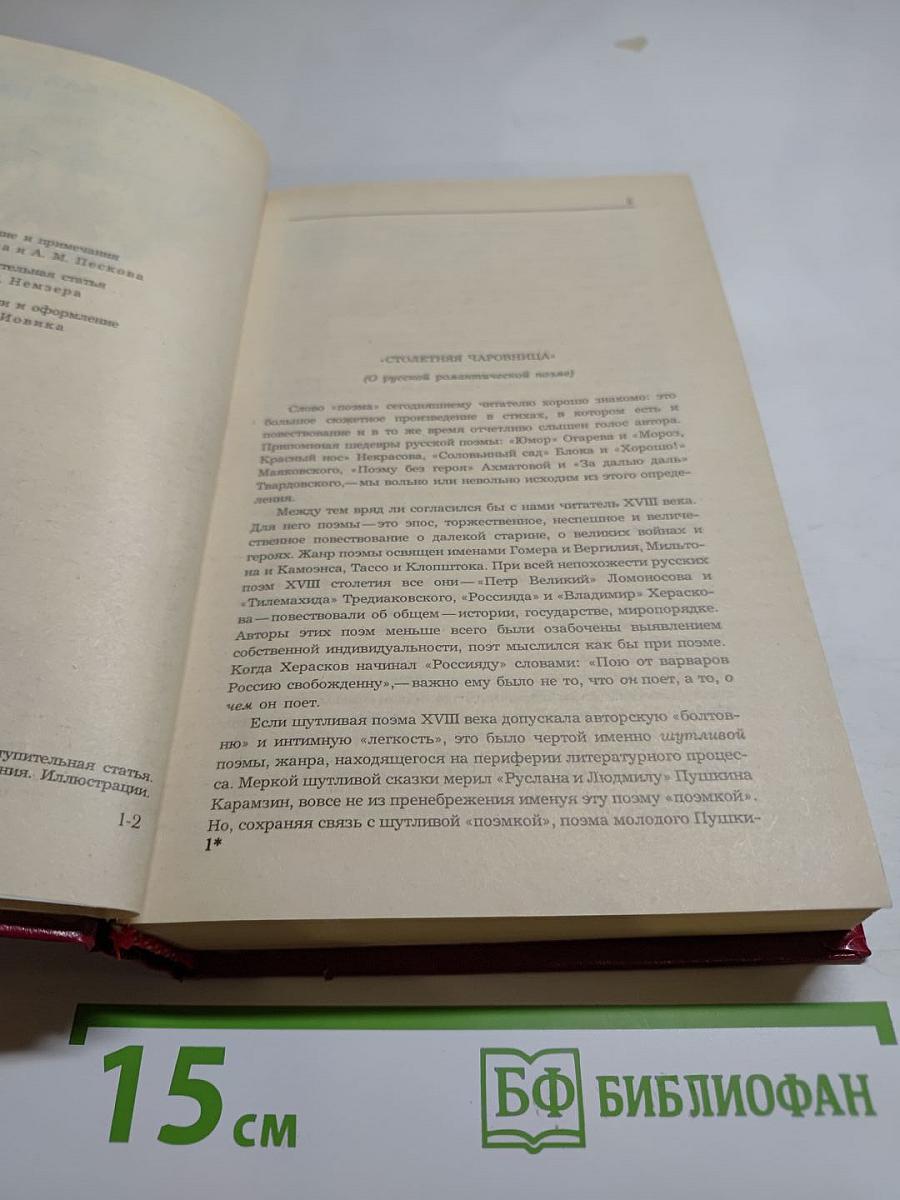 ние и примечания
а и А. М. Пескова
тельная статья
. Немзера
и и оформление
Иовика
тупительная статья.
ния. Иллюстрации.
1-2
«СТОЛЕТНЯЯ ЧАРОВНИЦА»
(О русской романтической поэме)
Слово «поэма» сегодняшнему читателю хорошо знакомо: это
большое сюжетное произведение в стихах, в котором есть и
повествование и в то же время отчетливо слышен голос автора.
Припоминая шедевры русской поэмы: «Юмор» Огарева и «Мороз,
Красный нос» Некрасова, «Соловьиный сад» Блока и «Хорошо!»
Маяковского, «Поэму без героя» Ахматовой и «За далью даль»
Твардовского,—мы вольно или невольно исходим из этого опреде-
ления.
Между тем вряд ли согласился бы с нами читатель XVIII века.
Для него поэмы—это эпос, торжественное, неспешное и величе-
ственное повествование о далекой старине, о великих войнах и
героях. Жанр поэмы освящен именами Гомера и Вергилия, Мильто-
на и Камоэнса, Тассо и Клопштока. При всей непохожести русских
поэм XVIII столетия все они—«Петр Великий» Ломоносова и
«Тилемахида» Тредиаковского, «Россияда» и «Владимир» Хераско-
ва—повествовали об общем—истории, государстве, миропорядке.
Авторы этих поэм меньше всего были озабочены выявлением
собственной индивидуальности, поэт мыслился как бы при поэме.
Когда Херасков начинал «Россияду» словами: «Пою от варваров
Россию свобожденну»,—важно ему было не то, что он поет, а то, о
чем он поет.
Если шутливая поэма XVIII века допускала авторскую «болтов-
ню» и интимную «легкость», это было чертой именно шутливой
поэмы, жанра, находящегося на периферии литературного процес-
са. Меркой шутливой сказки мерил «Руслана и Людмилу» Пушкина
Карамзин, вовсе не из пренебрежения именуя эту поэму «поэмкой».
Но, сохраняя связь с шутливой «поэмкой», поэма молодого Пушки-
1*
15 см
БФ БИБЛИОФАН